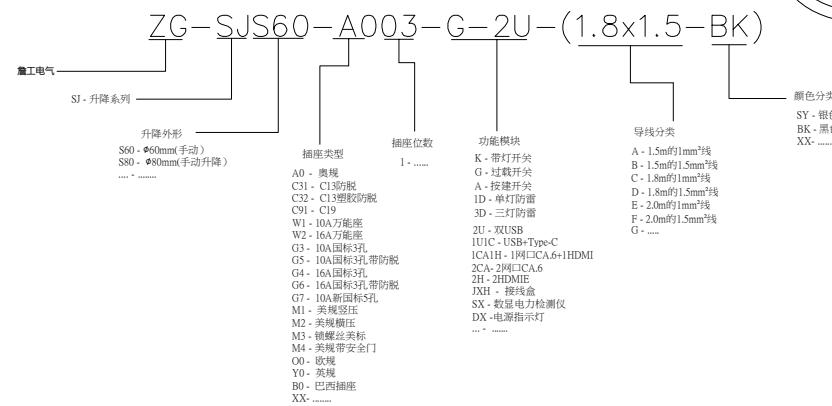 ZG-SJS60-A003-G-2U-(1.8x1.5-BK)
詹工电气
SJ - 升降系列
升降外形
S60 - Φ60mm(手动)
S80 - Φ80mm(手动升降)
.... - ........
插座类型
A0 - 奥规
C31 - C13防脱
C32 - C13塑胶防脱
C91 - C19
W1 - 10A万能座
W2 - 16A万能座
G3 - 10A国标3孔
G5 - 10A国标3孔带防脱
G4 - 16A国标3孔
G6 - 16A国标3孔带防脱
G7 - 10A新国标5孔
M1 - 美规竖压
M2 - 美规横压
M3 - 锁螺丝美标
M4 - 美规带安全门
O0 - 欧规
Y0 - 英规
B0 - 巴西插座
XX- ........
插座位数
1 - ......
功能模块
K - 带灯开关
G - 过载开关
A - 按建开关
1D - 单灯防雷
3D - 三灯防雷
2U - 双USB
1U1C - USB+Type-C
1CA1H - 1网口CA.6+1HDMI
2CA- 2网口CA.6
2H - 2HDMIE
JXH - 接线盒
SX - 数显电力检测仪
DX -电源指示灯
... - .......
导线分类
A - 1.5m的1mm²线
B - 1.5m的1.5mm²线
C - 1.8m的1mm²线
D - 1.8m的1.5mm²线
E - 2.0m的1mm²线
F - 2.0m的1.5mm²线
G - .....
颜色分类
SY - 银色
BK - 黑色
XX- ......